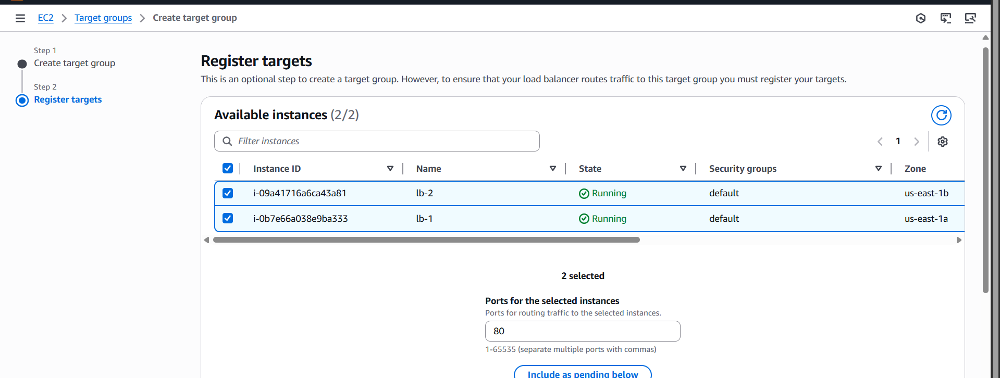 EC2 > Target groups > Create target group
Step 1
Create target group
Step 2
Register targets
Register targets
This is an optional step to create a target group. However, to ensure that your load balancer routes traffic to this target group you must register your targets.
Available instances (2/2)
Filter instances
1
Instance ID Name State Security groups Zone
i-09a41716a6ca43a81 lb-2 Running default us-east-1b
i-0b7e66a038e9ba333 lb-1 Running default us-east-1a
2 selected
Ports for the selected instances
Ports for routing traffic to the selected instances.
80
1-65535 (separate multiple ports with commas)
Include as pending below